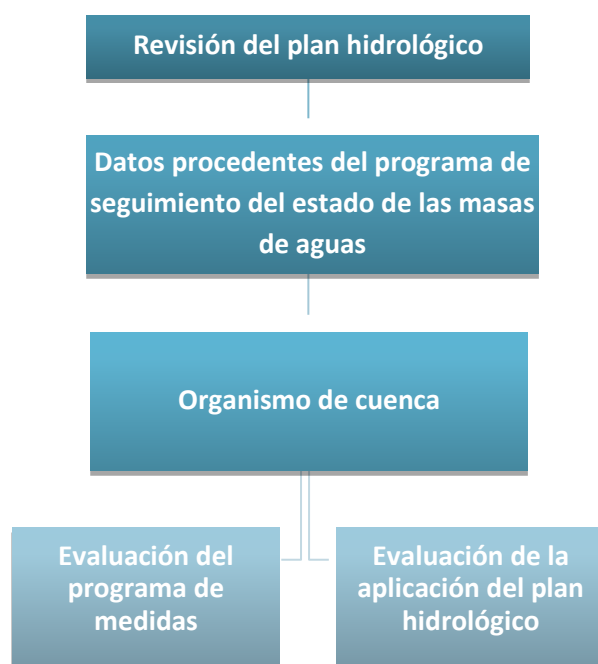 Revisión del plan hidrológico
Datos procedentes del programa de
seguimiento del estado de las masas
de aguas
Organismo de cuenca
Evaluación del
programa de
medidas
Evaluación de la
aplicación del plan
hidrológico